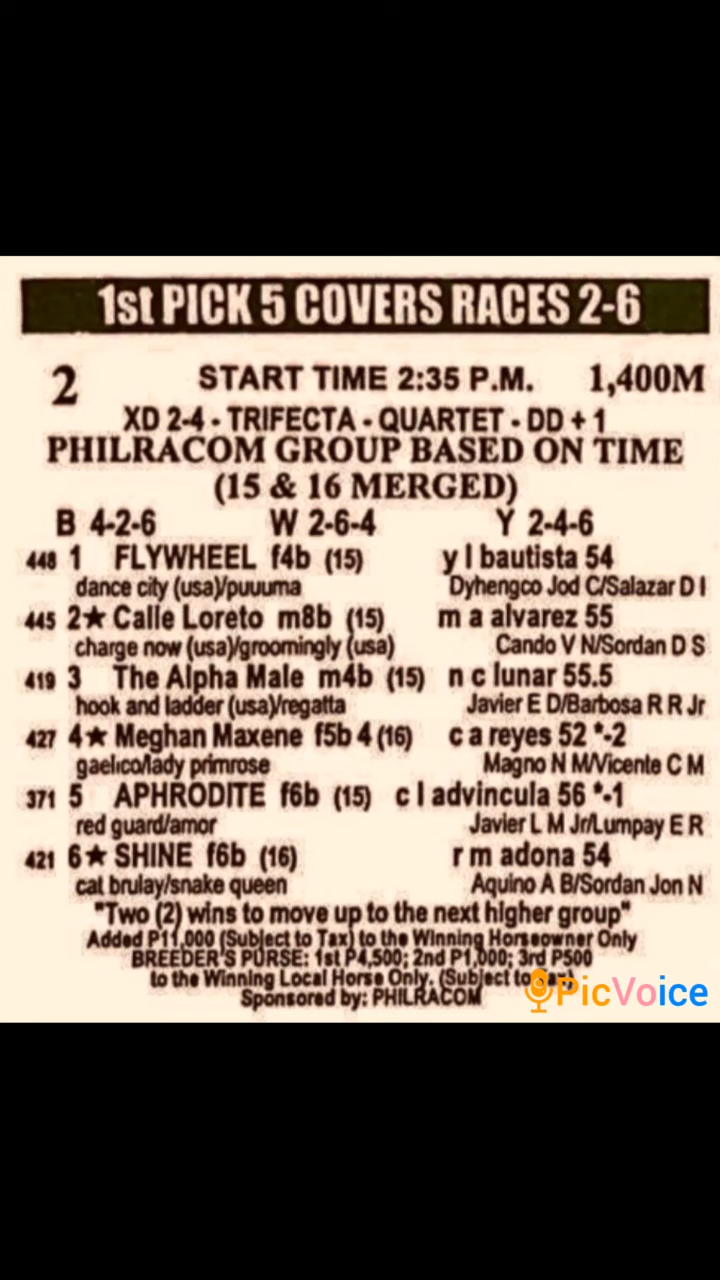 1st PICK 5 COVERS RACES 2-6
2 START TIME 2:35 P.M. 1,400M
XD 2-4 - TRIFECTA - QUARTET - DD + 1
PHILRACOM GROUP BASED ON TIME
(15 & 16 MERGED)
B 4-2-6 W 2-6-4 Y 2-4-6
448 1 FLYWHEEL f4b (15) y l bautista 54
dance city (usa)/puuuma Dyhengco Jod C/Salazar D I
445 2★ Calle Loreto m8b (15) m a alvarez 55
charge now (usa)/groomingly (usa) Cando V N/Sordan D S
419 3 The Alpha Male m4b (15) n c lunar 55.5
hook and ladder (usa)/regatta Javier E D/Barbosa R R Jr
427 4★ Meghan Maxene f5b 4 (16) c a reyes 52 *-2
gaelico/lady primrose Magno N M/Vicente C M
371 5 APHRODITE f6b (15) c l advincula 56 *-1
red guard/amor Javier L M Jr/Lumpay E R
421 6★ SHINE f6b (16) r m adona 54
cat brulay/snake queen Aquino A B/Sordan Jon N
"Two (2) wins to move up to the next higher group"
Added P11,000 (Subject to Tax) to the Winning Horseowner Only
BREEDER'S PURSE: 1st P4,500; 2nd P1,000; 3rd P500
to the Winning Local Horse Only. (Subject to
Sponsored by: PHILRACOM
PicVoice